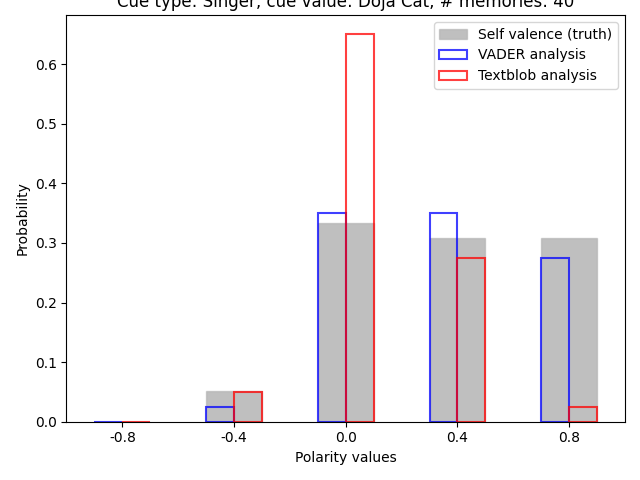 Cue type: Singer, cue value: Doja Cat, # memories: 40
Self valence (truth)
VADER analysis
Textblob analysis
Probability
0.6
0.5
0.4
0.3
0.2
0.1
0.0
-0.8 -0.4 0.0 0.4 0.8
Polarity values